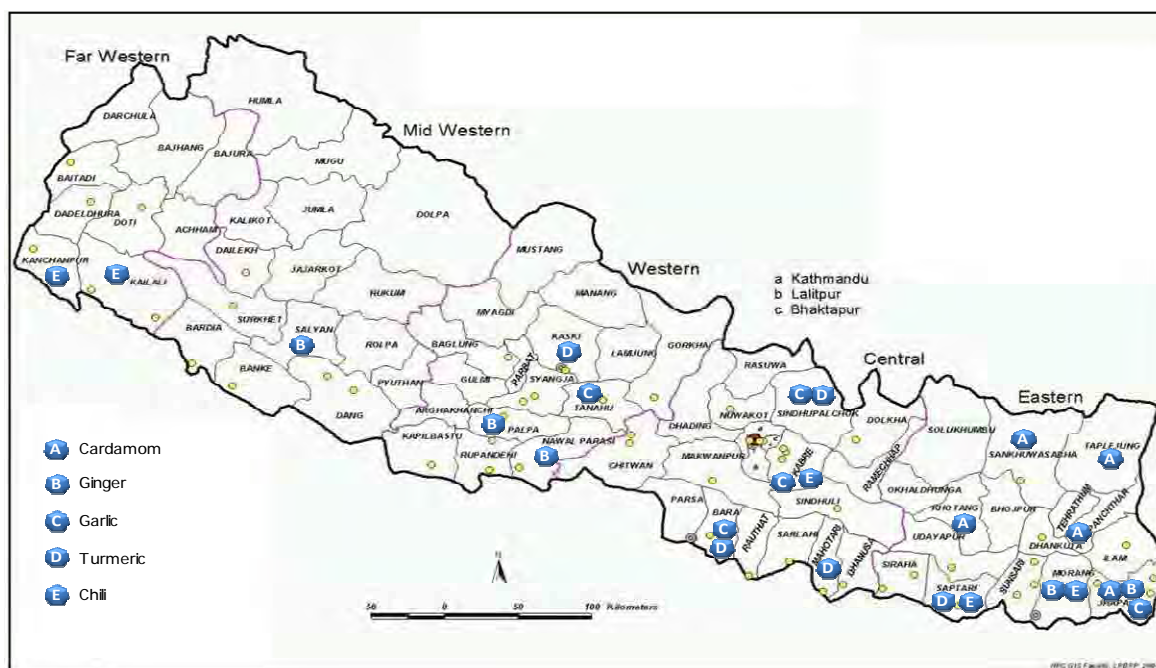 Far Western
HUMLA
DARCHULA
Mid Western
BAJHANG
BAJURA
MUGU
BAITADI
DADELDHURA
DOTI
JUMLA
KALIKOT
DOLPA
ACHHAM
DAILEKH
MUSTANG
KANCHANPUR
KAILALI
E
E
JAJARKOT
Western
a Kathmandu
b Lalitpur
c Bhaktapur
RUKUM
MANANG
MYAGDI
SURKHET
SALYAN
B
BARDIA
ROLPA
BAGLUNG
KASKI
D
LAMJUNG
GORKHA
RASUWA
Central
BANKE
PYUTHAN
GULMI
PARBAT
SYANGJA
C
TANAHU
C D
SINDHUPALCHOK
Eastern
DANG
ARGHAKHANCHI
NUWAKOT
DHADING
DOLKHA
SOLUKHUMBU
B
PALPA
KAPILBASTU
RUPANDEHI
NAWAL PARASI
B
CHITWAN
MAKWANPUR
KABRE
C E
RAMECHHAP
A
SANKHUWASABHA
TAPLEJUNG
A
A Cardamom
B Ginger
C Garlic
D Turmeric
E Chili
PARSA
BARA
C
D
RAUTHAT
SARLAHI
SINDHULI
MAHOTARI
D
DHANUSA
OKHALDHUNGA
KHOTANG
A
BHOJPUR
TEHRATHUM
PANCHTHAR
A
UDAYAPUR
DHANKUTA
ILAM
SIRAHA
SAPTARI
D E
SUNSARI
MORANG
B E
A B
JHAPA
C
N
50 0 50 100 Kilometers